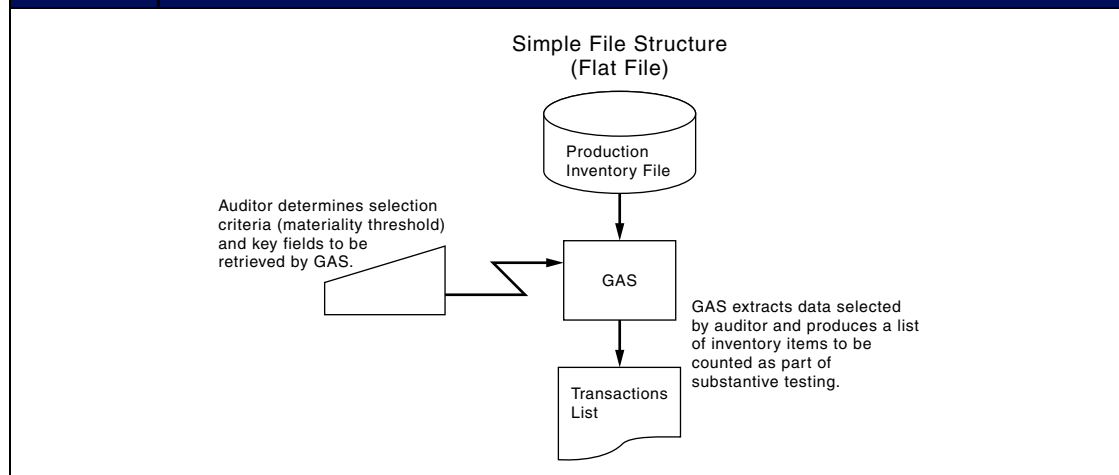 Simple File Structure
(Flat File)
Production
Inventory File
Auditor determines selection
criteria (materiality threshold)
and key fields to be
retrieved by GAS.
GAS
GAS extracts data selected
by auditor and produces a list
of inventory items to be
counted as part of
substantive testing.
Transactions
List